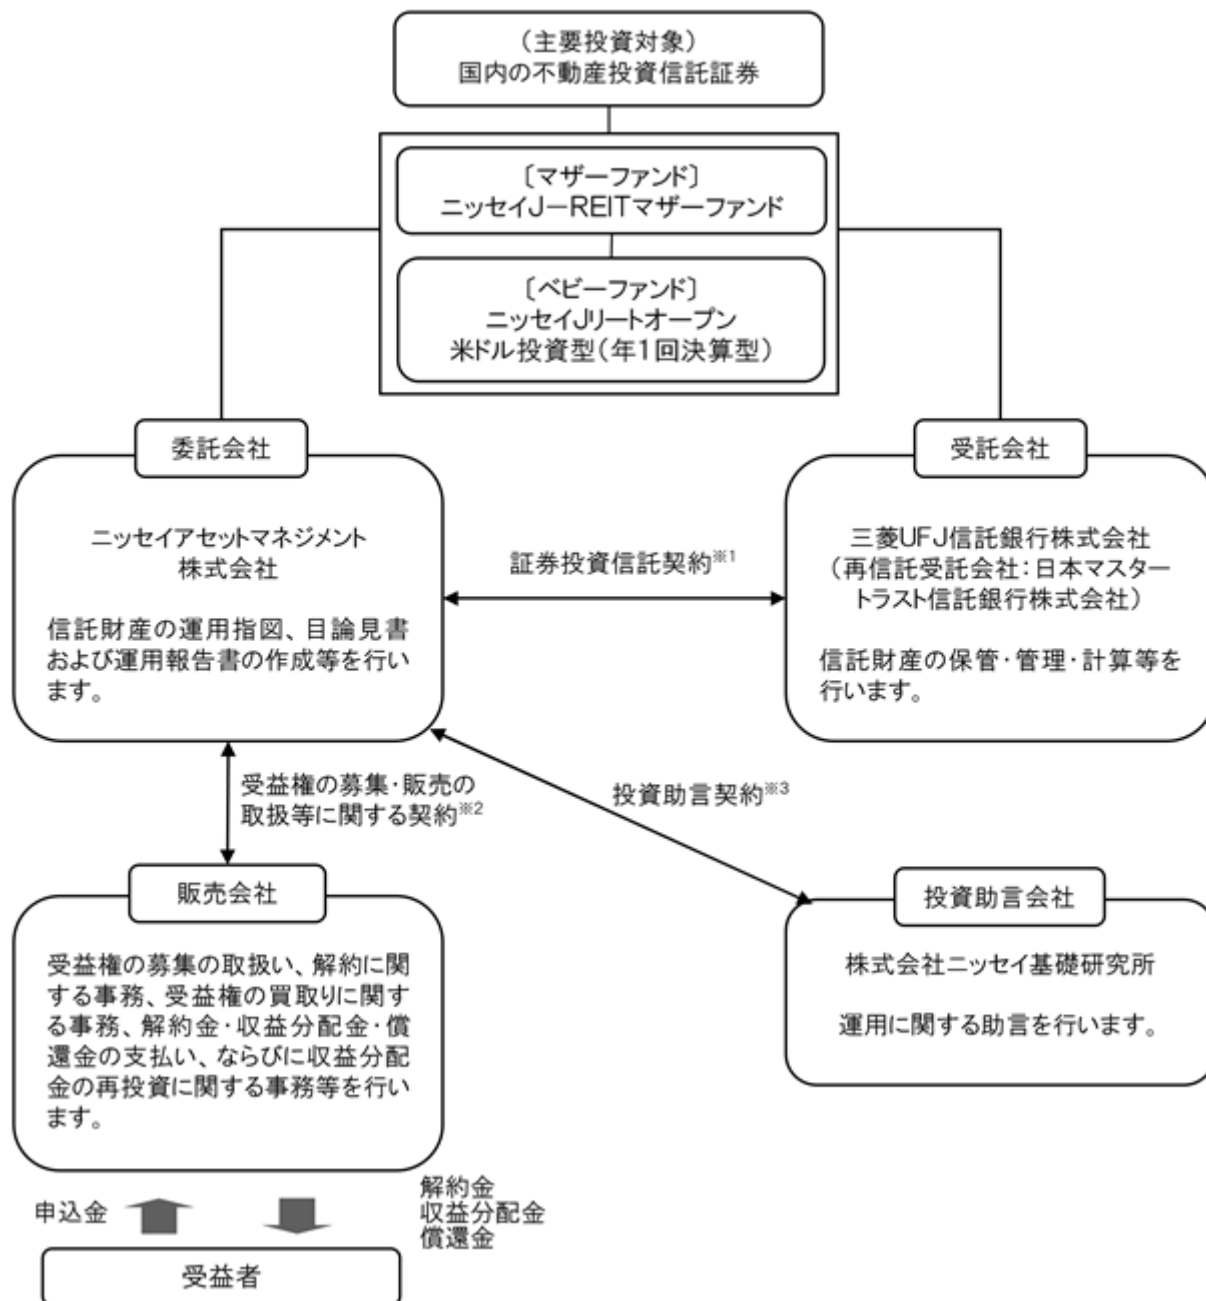 （主要投資対象）
国内の不動産投資信託証券
〔マザーファンド〕
ニッセイJ－REITマザーファンド
〔ベビーファンド〕
ニッセイJリートオープン
米ドル投資型（年1回決算型）
委託会社
ニッセイアセットマネジメント
株式会社
信託財産の運用指図、目論見書
および運用報告書の作成等を行い
ます。
証券投資信託契約※1
受託会社
三菱UFJ信託銀行株式会社
（再信託受託会社：日本マスター
トラスト信託銀行株式会社）
信託財産の保管・管理・計算等を
行います。
受益権の募集・販売の
取扱等に関する契約※2
投資助言契約※3
販売会社
受益権の募集の取扱い、解約に関
する事務、受益権の買取りに関す
る事務、解約金・収益分配金・償
還金の支払い、ならびに収益分配
金の再投資に関する事務等を行い
ます。
投資助言会社
株式会社ニッセイ基礎研究所
運用に関する助言を行います。
申込金
解約金
収益分配金
償還金
受益者